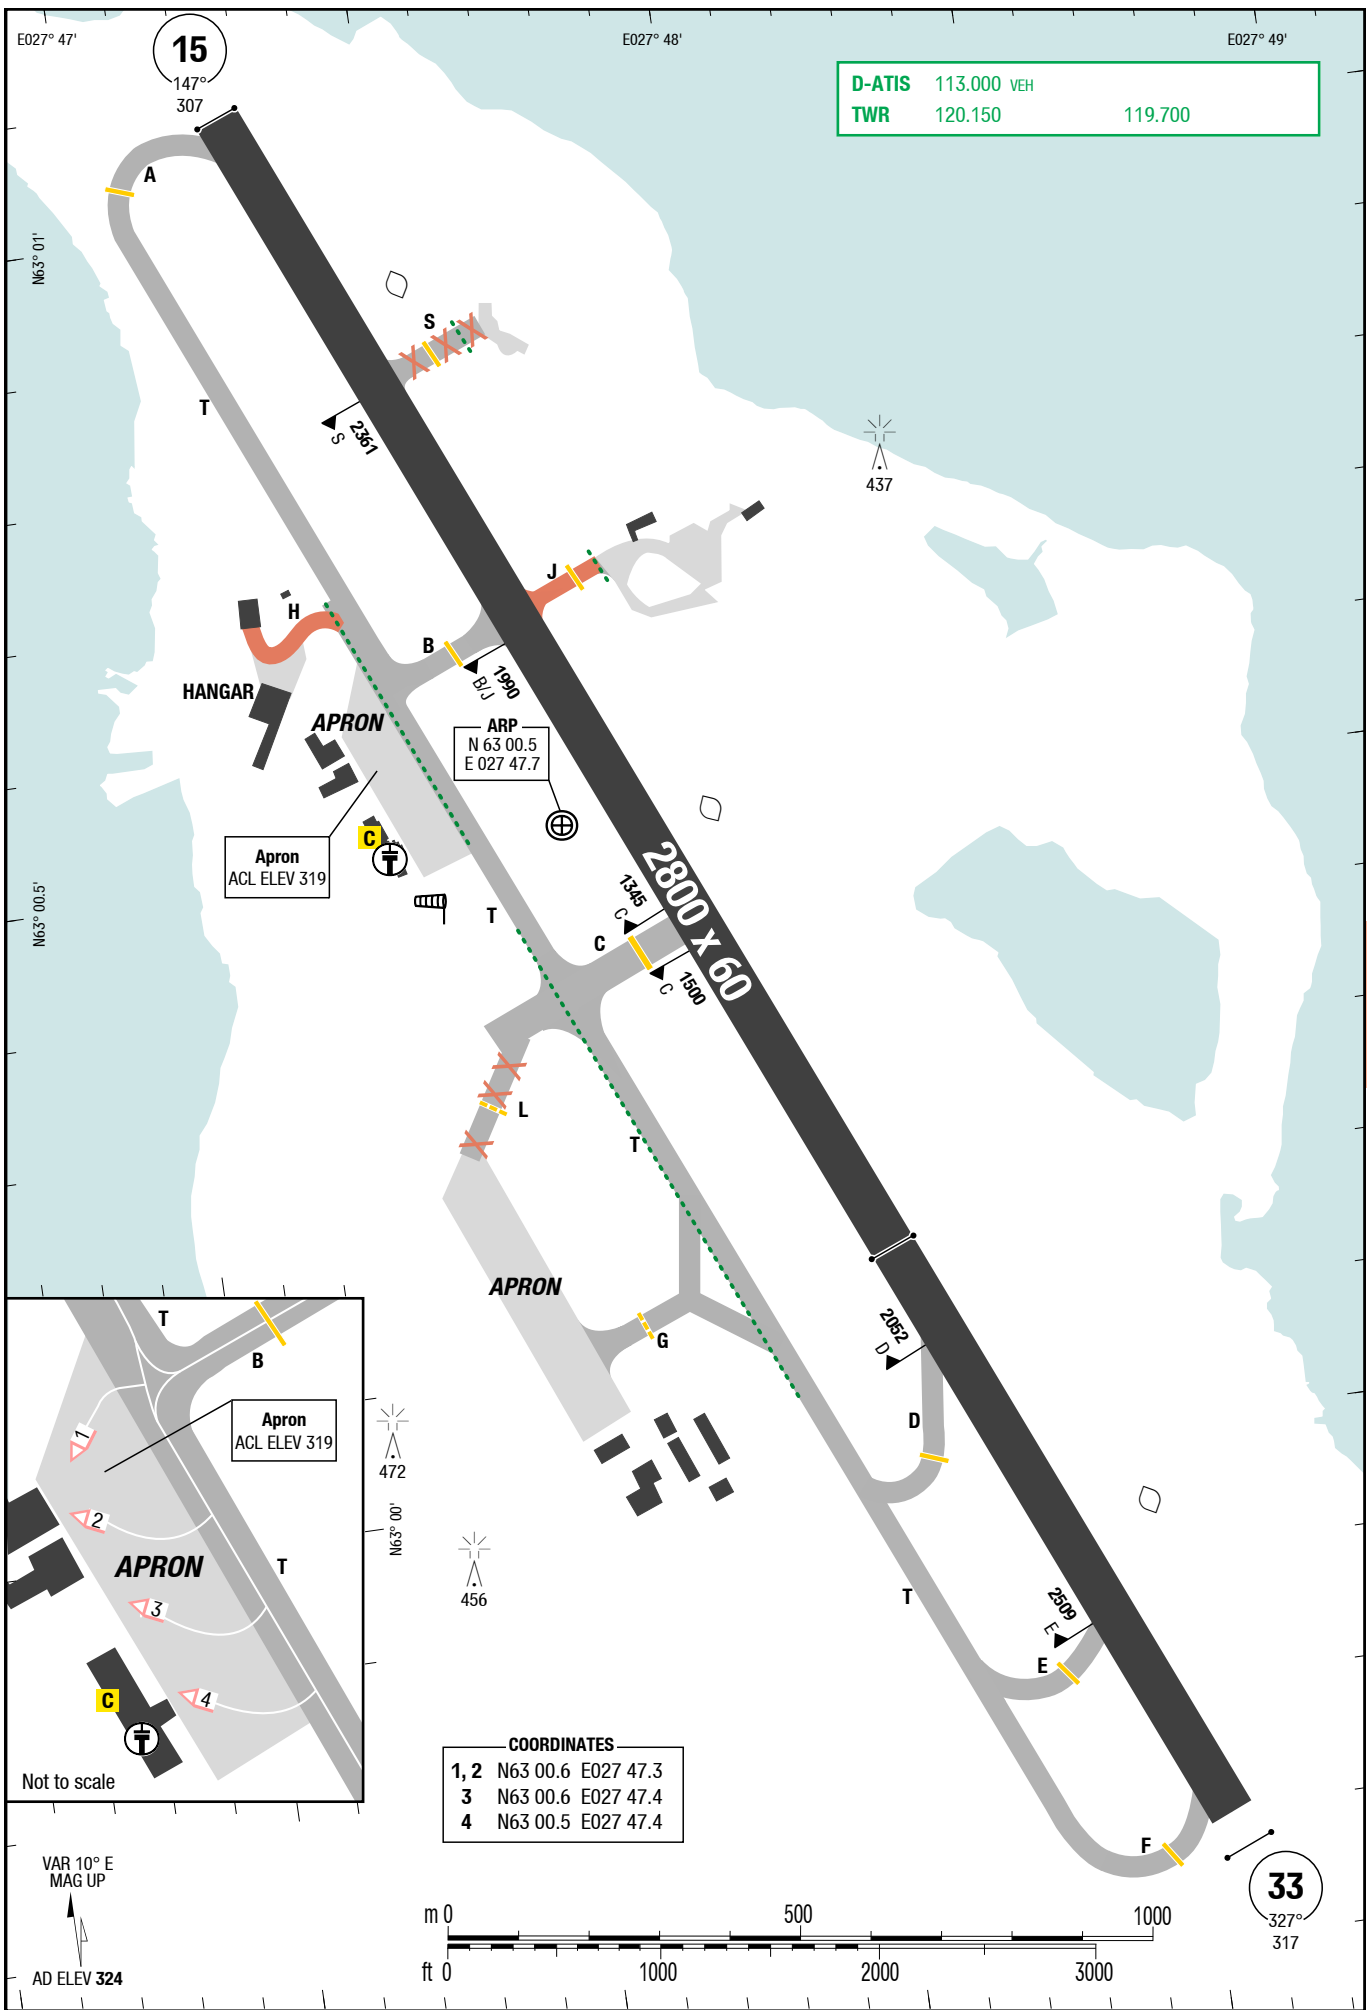 E027° 47'
E027° 48'
E027° 49'
15
147°
307
D-ATIS 113.000 VEH
TWR 120.150 119.700
A
N63° 01'
S
T
2361
S
437
J
H
B
1990
B/J
HANGAR
APRON
ARP
N 63 00.5
E 027 47.7
C
Apron
ACL ELEV 319
2800 x 60
1345
C
N63° 00.5'
T
C
1500
C
L
T
APRON
2052
D
G
T
B
Apron
ACL ELEV 319
1
472
D
2
N63° 00'
APRON
T
456
3
T
2509
E
E
C
4
Not to scale
COORDINATES
1, 2 N63 00.6 E027 47.3
3 N63 00.6 E027 47.4
4 N63 00.5 E027 47.4
F
VAR 10° E
MAG UP
33
327°
317
m 0 500 1000
ft 0 1000 2000 3000
AD ELEV 324